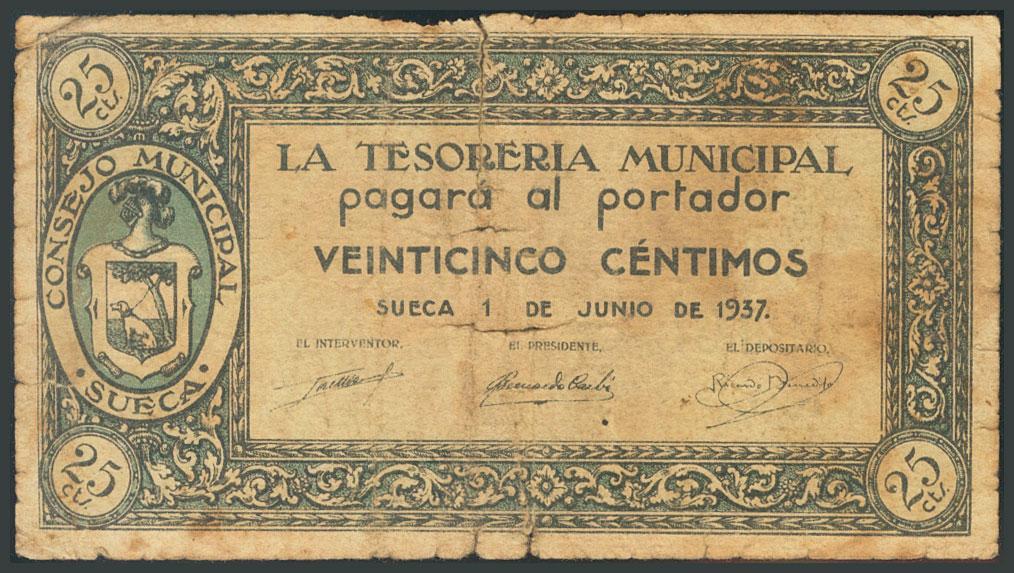 25 cts.
25 cts.
CONSEJO MUNICIPAL
· SUECA ·
LA TESORERIA MUNICIPAL
pagará al portador
VEINTICINCO CÉNTIMOS
SUECA 1 DE JUNIO DE 1937.
EL INTERVENTOR,
EL PRESIDENTE,
EL DEPOSITARIO,
Ricardo
25 cts.
25 cts.